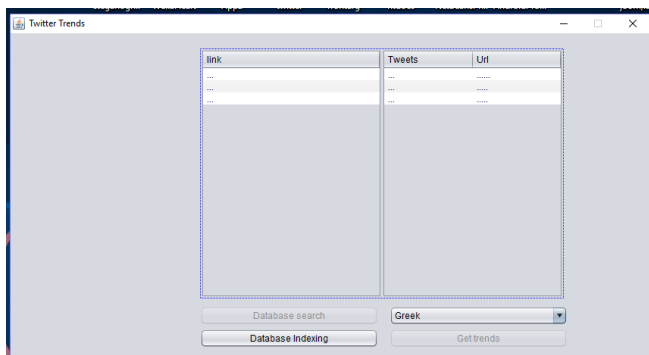 Twitter Trends
link Tweets Url
... ... ......
... ... .....
... ... .....
Database search Greek
Database Indexing Get trends